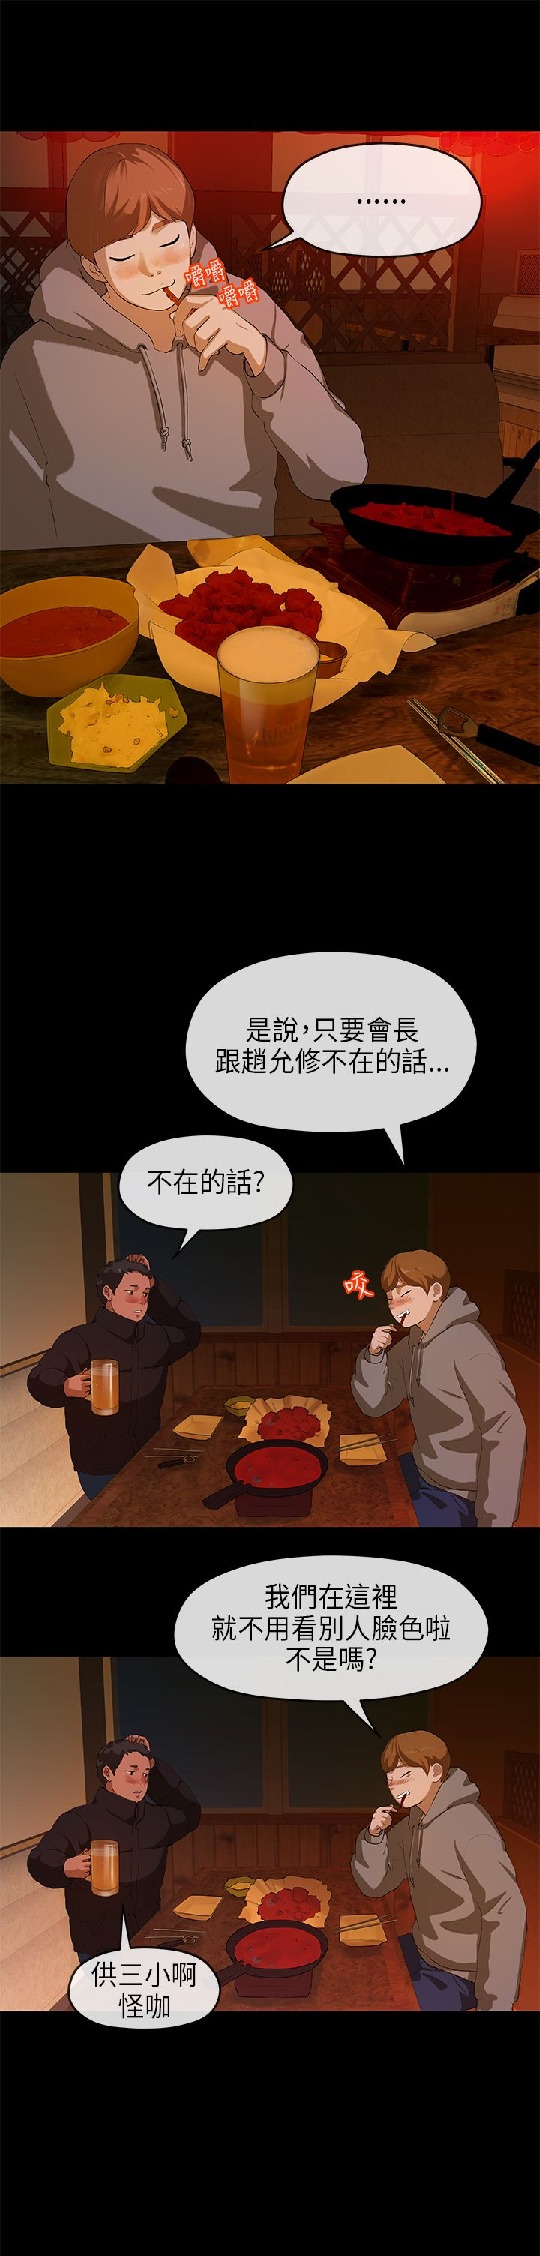 ……
嚼嚼
嚼嚼
是說,只要會長
跟趙允修不在的話...
不在的話?
咬
我們在這裡
就不用看別人臉色啦
不是嗎?
供三小啊
怪咖